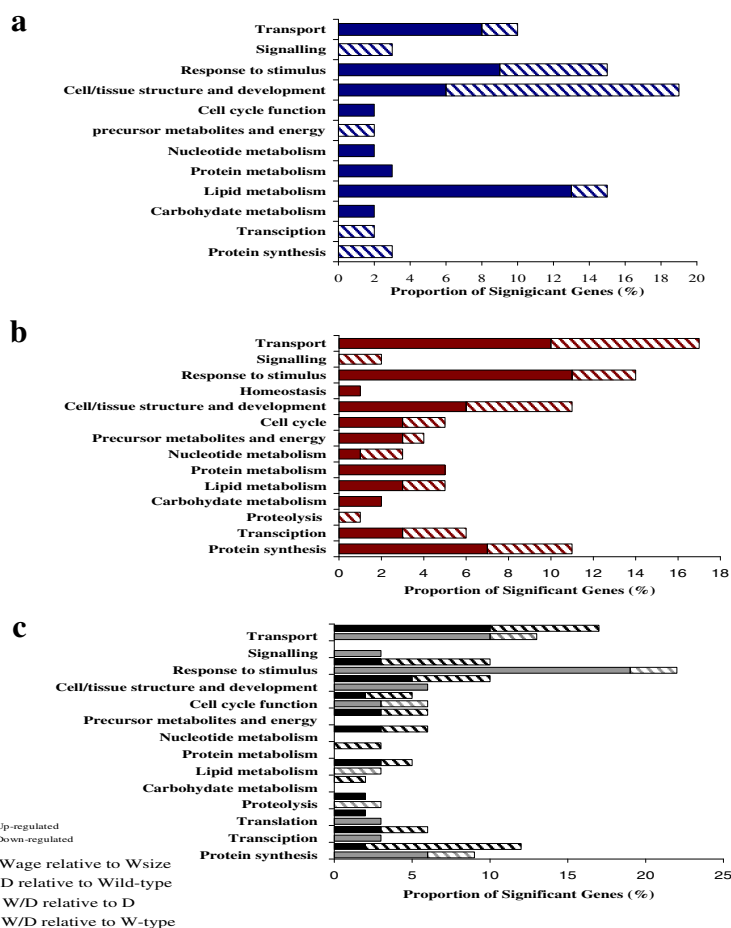 a
Transport
Signalling
Response to stimulus
Cell/tissue structure and development
Cell cycle function
precursor metabolites and energy
Nucleotide metabolism
Protein metabolism
Lipid metabolism
Carbohydate metabolism
Transciption
Protein synthesis
0 2 4 6 8 10 12 14 16 18 20
Proportion of Signigicant Genes (%)
b
Transport
Signalling
Response to stimulus
Homeostasis
Cell/tissue structure and development
Cell cycle
Precursor metabolites and energy
Nucleotide metabolism
Protein metabolism
Lipid metabolism
Carbohydate metabolism
Proteolysis
Transciption
Protein synthesis
0 2 4 6 8 10 12 14 16 18
Proportion of Significant Genes (%)
c
Transport
Signalling
Response to stimulus
Cell/tissue structure and development
Cell cycle function
Precursor metabolites and energy
Nucleotide metabolism
Protein metabolism
Lipid metabolism
Carbohydate metabolism
Proteolysis
Translation
Transciption
Protein synthesis
0 5 10 15 20 25
Proportion of Significant Genes (%)
Up-regulated
Down-regulated
Wage relative to Wsize
D relative to Wild-type
W/D relative to D
W/D relative to W-type